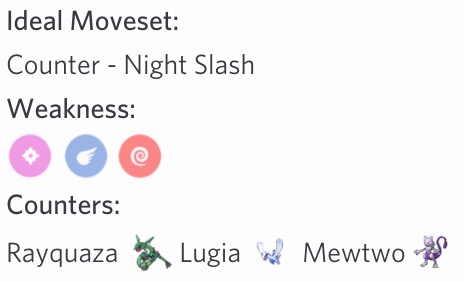 Ideal Moveset:
Counter - Night Slash
Weakness:
Counters:
Rayquaza Lugia Mewtwo